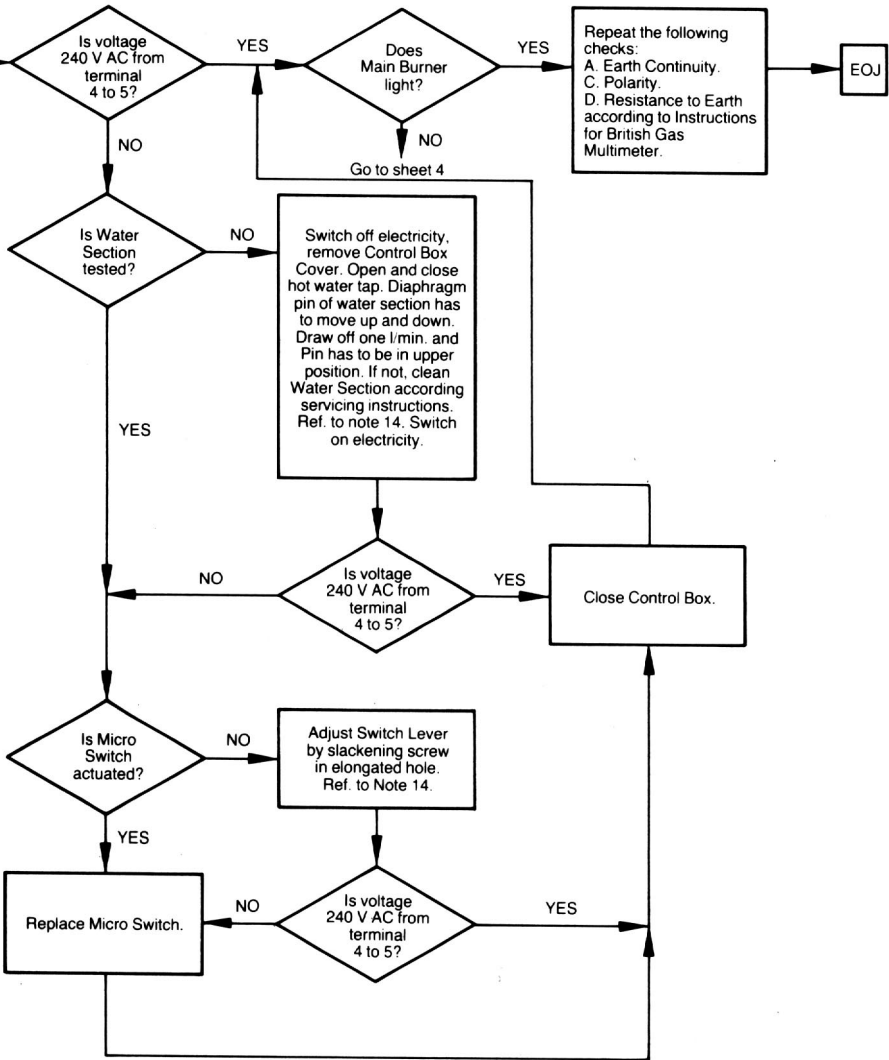 Is voltage
240 V AC from
terminal
4 to 5?
YES
Does
Main Burner
light?
YES
Repeat the following
checks:
A. Earth Continuity.
C. Polarity.
D. Resistance to Earth
according to Instructions
for British Gas
Multimeter.
EOJ
NO
NO
Go to sheet 4
Is Water
Section
tested?
NO
Switch off electricity,
remove Control Box
Cover. Open and close
hot water tap. Diaphragm
pin of water section has
to move up and down.
Draw off one l/min. and
Pin has to be in upper
position. If not, clean
Water Section according
servicing instructions.
Ref. to note 14. Switch
on electricity.
YES
NO
Is voltage
240 V AC from
terminal
4 to 5?
YES
Close Control Box.
Is Micro
Switch
actuated?
NO
Adjust Switch Lever
by slackening screw
in elongated hole.
Ref. to Note 14.
YES
Replace Micro Switch.
NO
Is voltage
240 V AC from
terminal
4 to 5?
YES